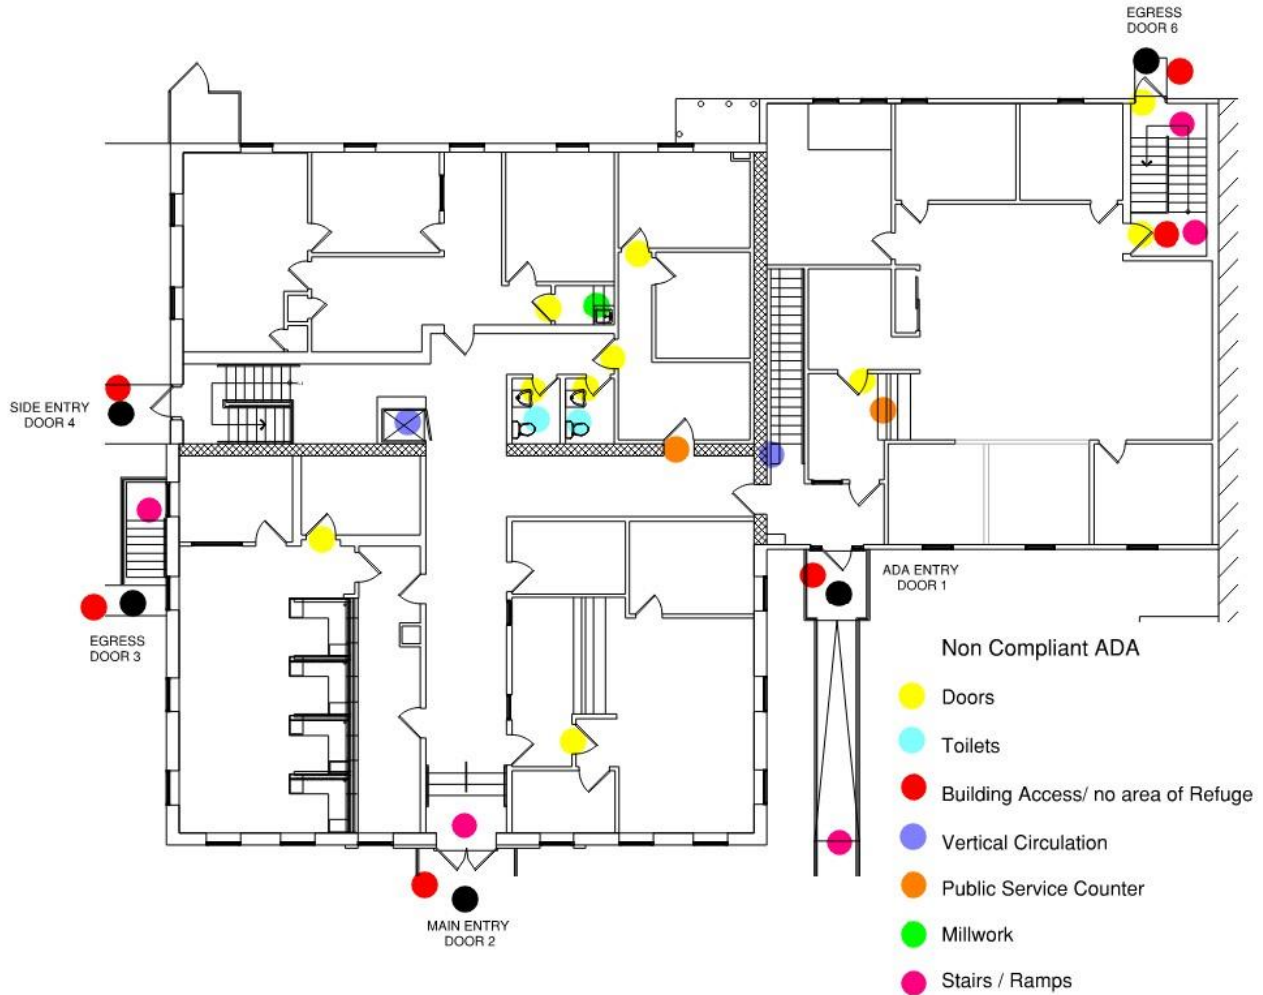 EGRESS
DOOR 6
SIDE ENTRY
DOOR 4
ADA ENTRY
DOOR 1
EGRESS
DOOR 3
MAIN ENTRY
DOOR 2
Non Compliant ADA
Doors
Toilets
Building Access/ no area of Refuge
Vertical Circulation
Public Service Counter
Millwork
Stairs / Ramps